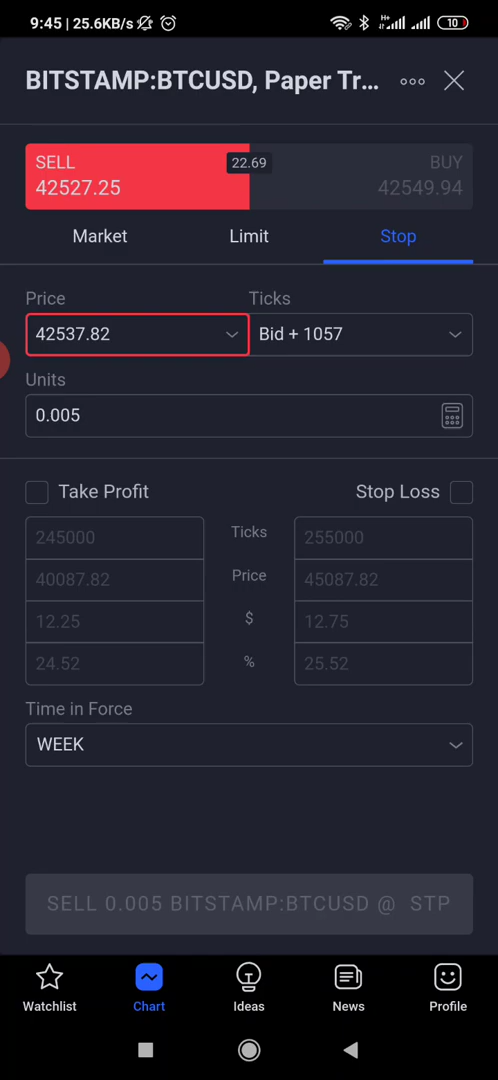 9:45 | 25.6KB/s H+ 10
BITSTAMP:BTCUSD, Paper Tr...
SELL 22.69 BUY
42527.25 42549.94
Market Limit Stop
Price Ticks
42537.82 Bid + 1057
Units
0.005
Take Profit Stop Loss
245000 Ticks 255000
40087.82 Price 45087.82
12.25 $ 12.75
24.52 % 25.52
Time in Force
WEEK
SELL 0.005 BITSTAMP:BTCUSD @ STP
Watchlist Chart Ideas News Profile